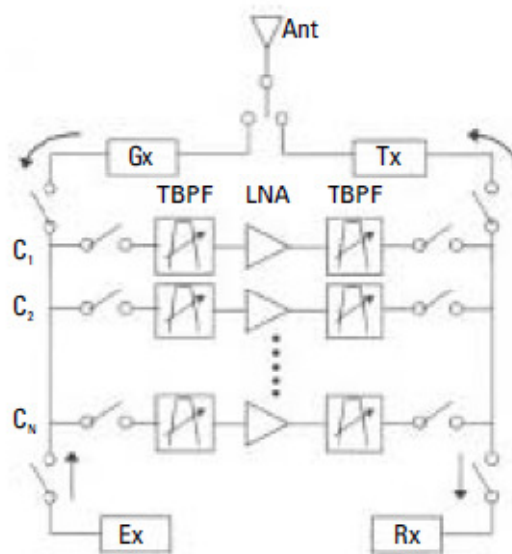 Ant
Gx Tx
TBPF LNA TBPF
C₁
C₂
Cₙ
Ex Rx